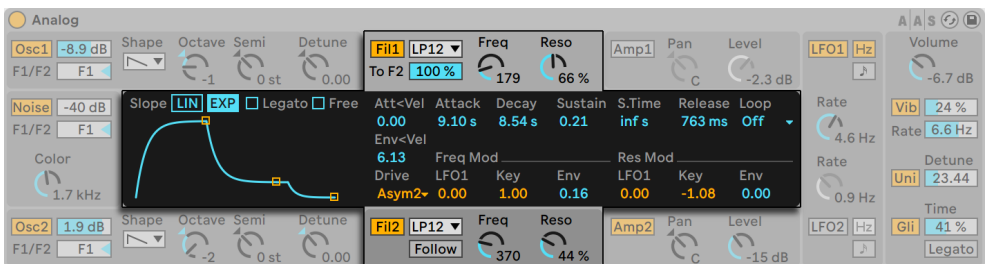 Analog AAS
Osc1 -8.9 dB Shape Octave Semi Detune Fil1 LP12 Freq Reso Amp1 Pan Level LFO1 Hz Volume
F1/F2 F1 -1 0 st 0.00 To F2 100 % 179 66 % C -2.3 dB -6.7 dB
Noise -40 dB Slope LIN EXP Legato Free Att<Vel Attack Decay Sustain S.Time Release Loop Rate Vib 24 %
F1/F2 F1 0.00 9.10 s 8.54 s 0.21 inf s 763 ms Off 4.6 Hz Rate 6.6 Hz
Env<Vel
Color 6.13 Freq Mod Res Mod Rate Detune
1.7 kHz Drive LFO1 Key Env LFO1 Key Env 0.9 Hz Uni 23.44
Asym2 0.00 1.00 0.16 0.00 -1.08 0.00 Time
Osc2 1.9 dB Shape Octave Semi Detune Fil2 LP12 Freq Reso Amp2 Pan Level LFO2 Hz Gli 41 %
F1/F2 F1 -2 0 st 0.00 Follow 370 44 % C -15 dB Legato